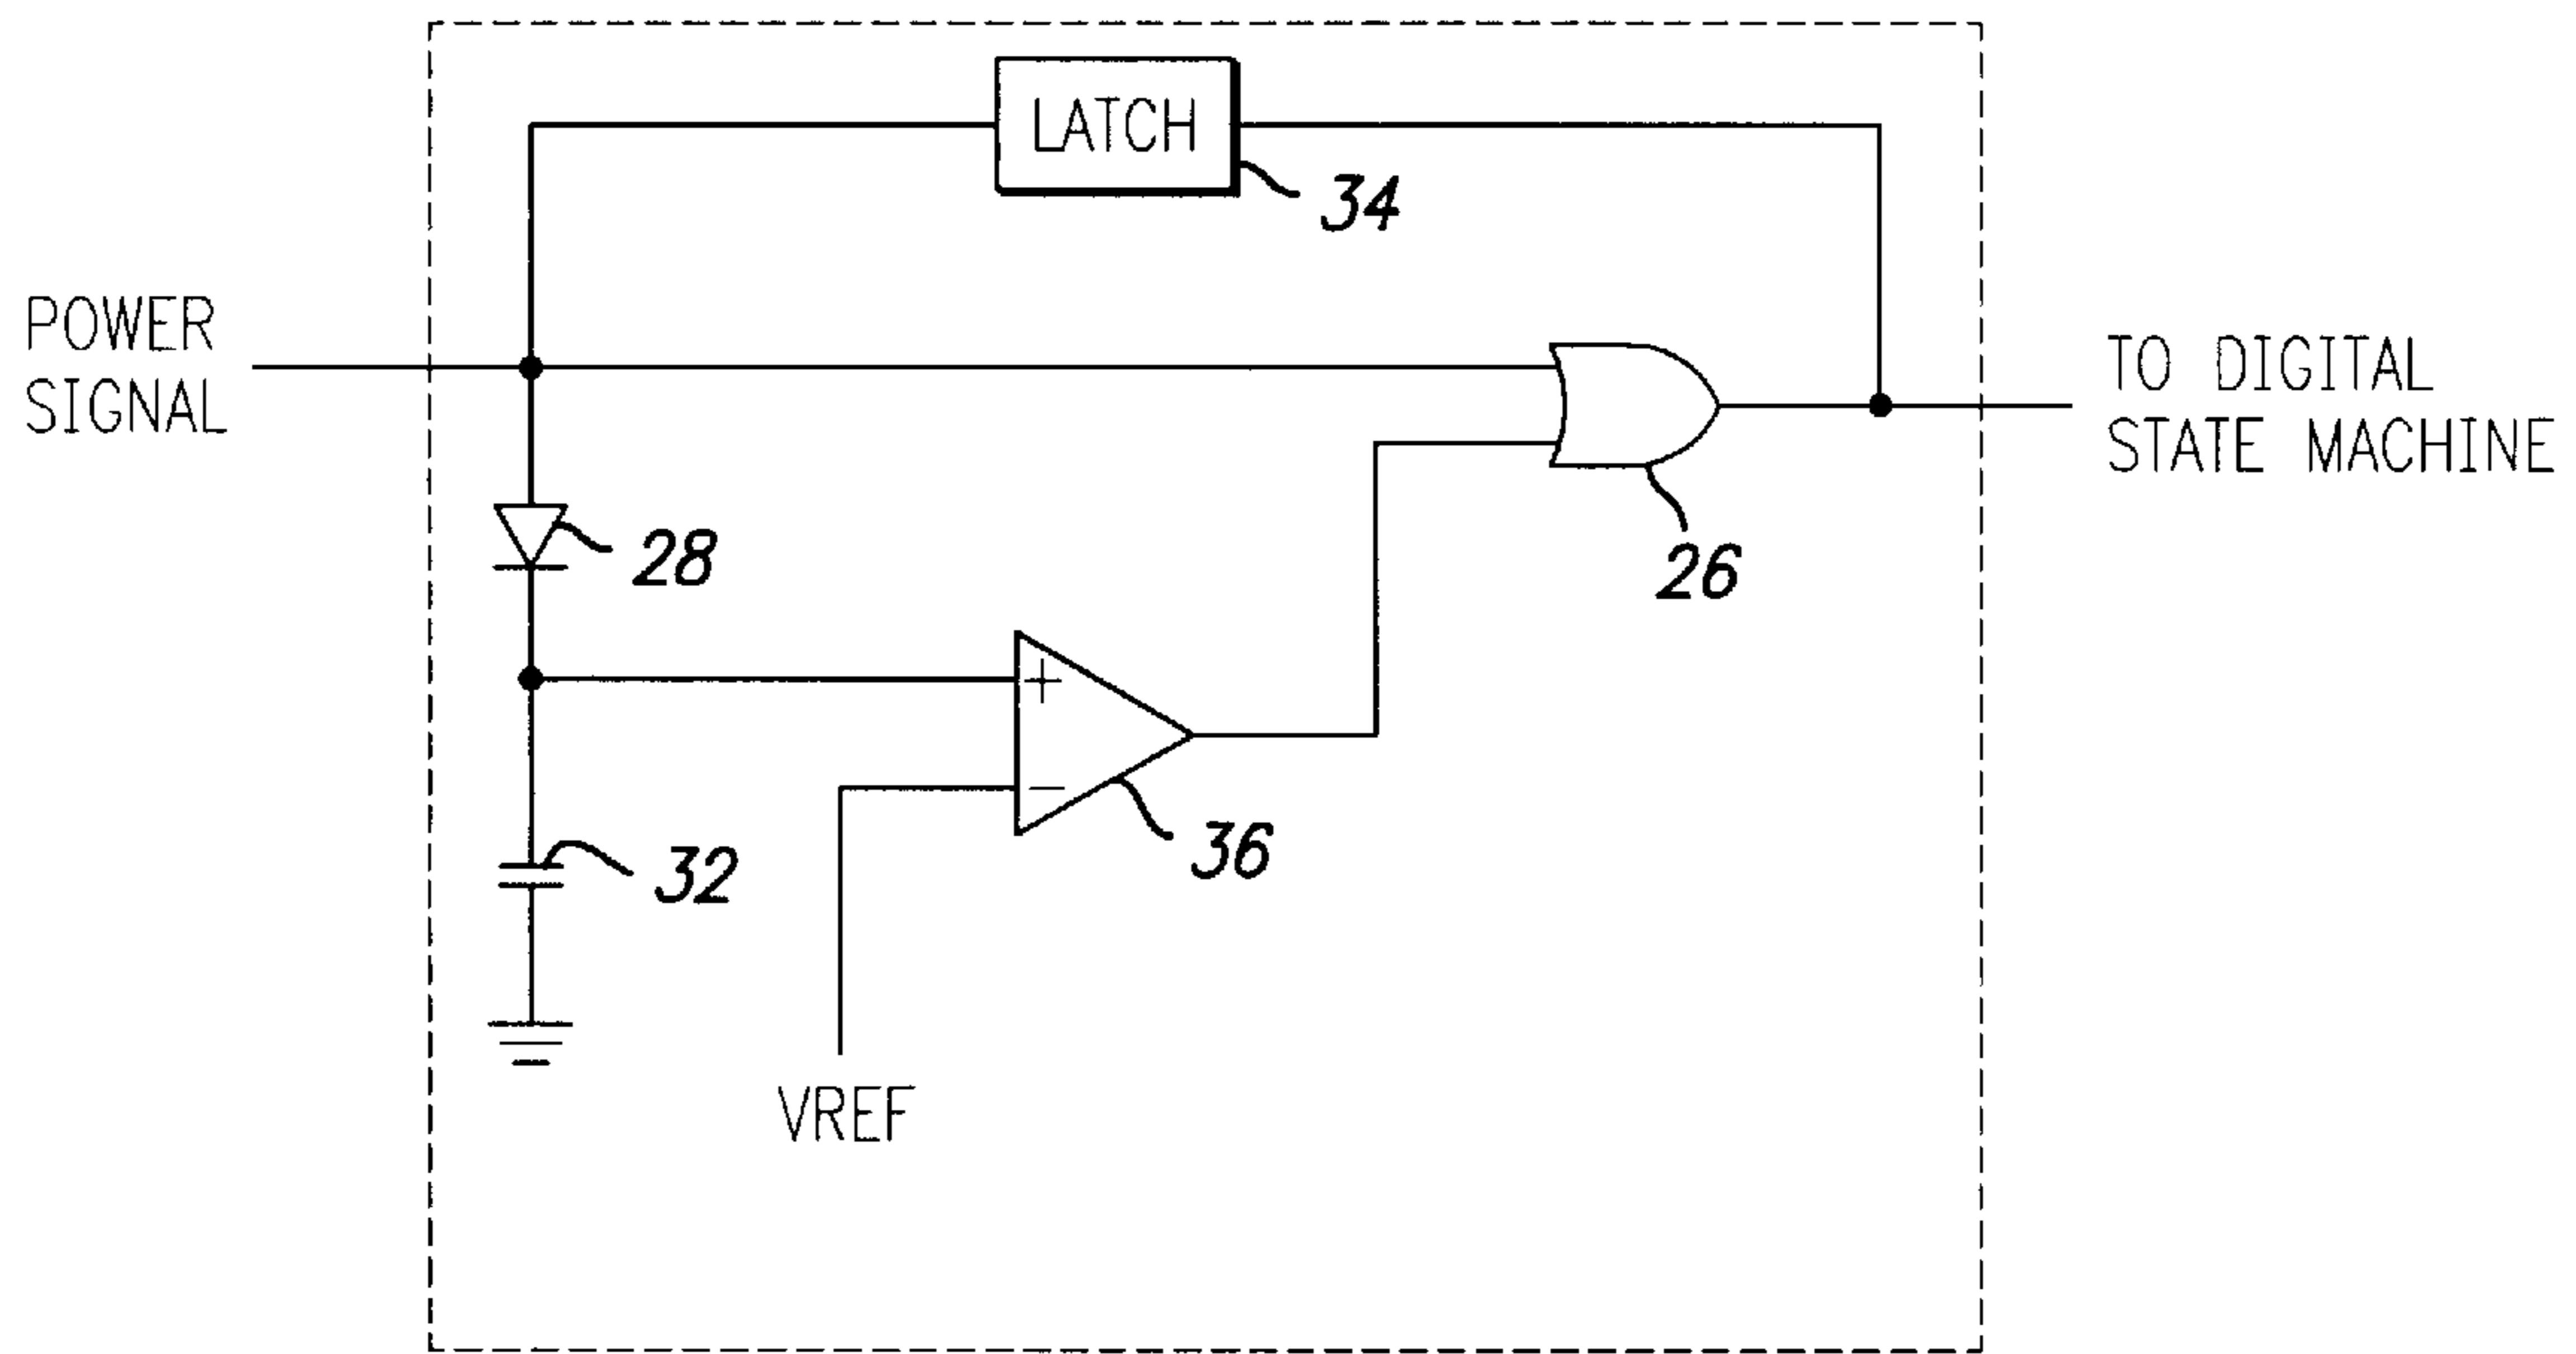 LATCH
34
POWER
SIGNAL
TO DIGITAL
STATE MACHINE
28
26
+
−
36
32
VREF